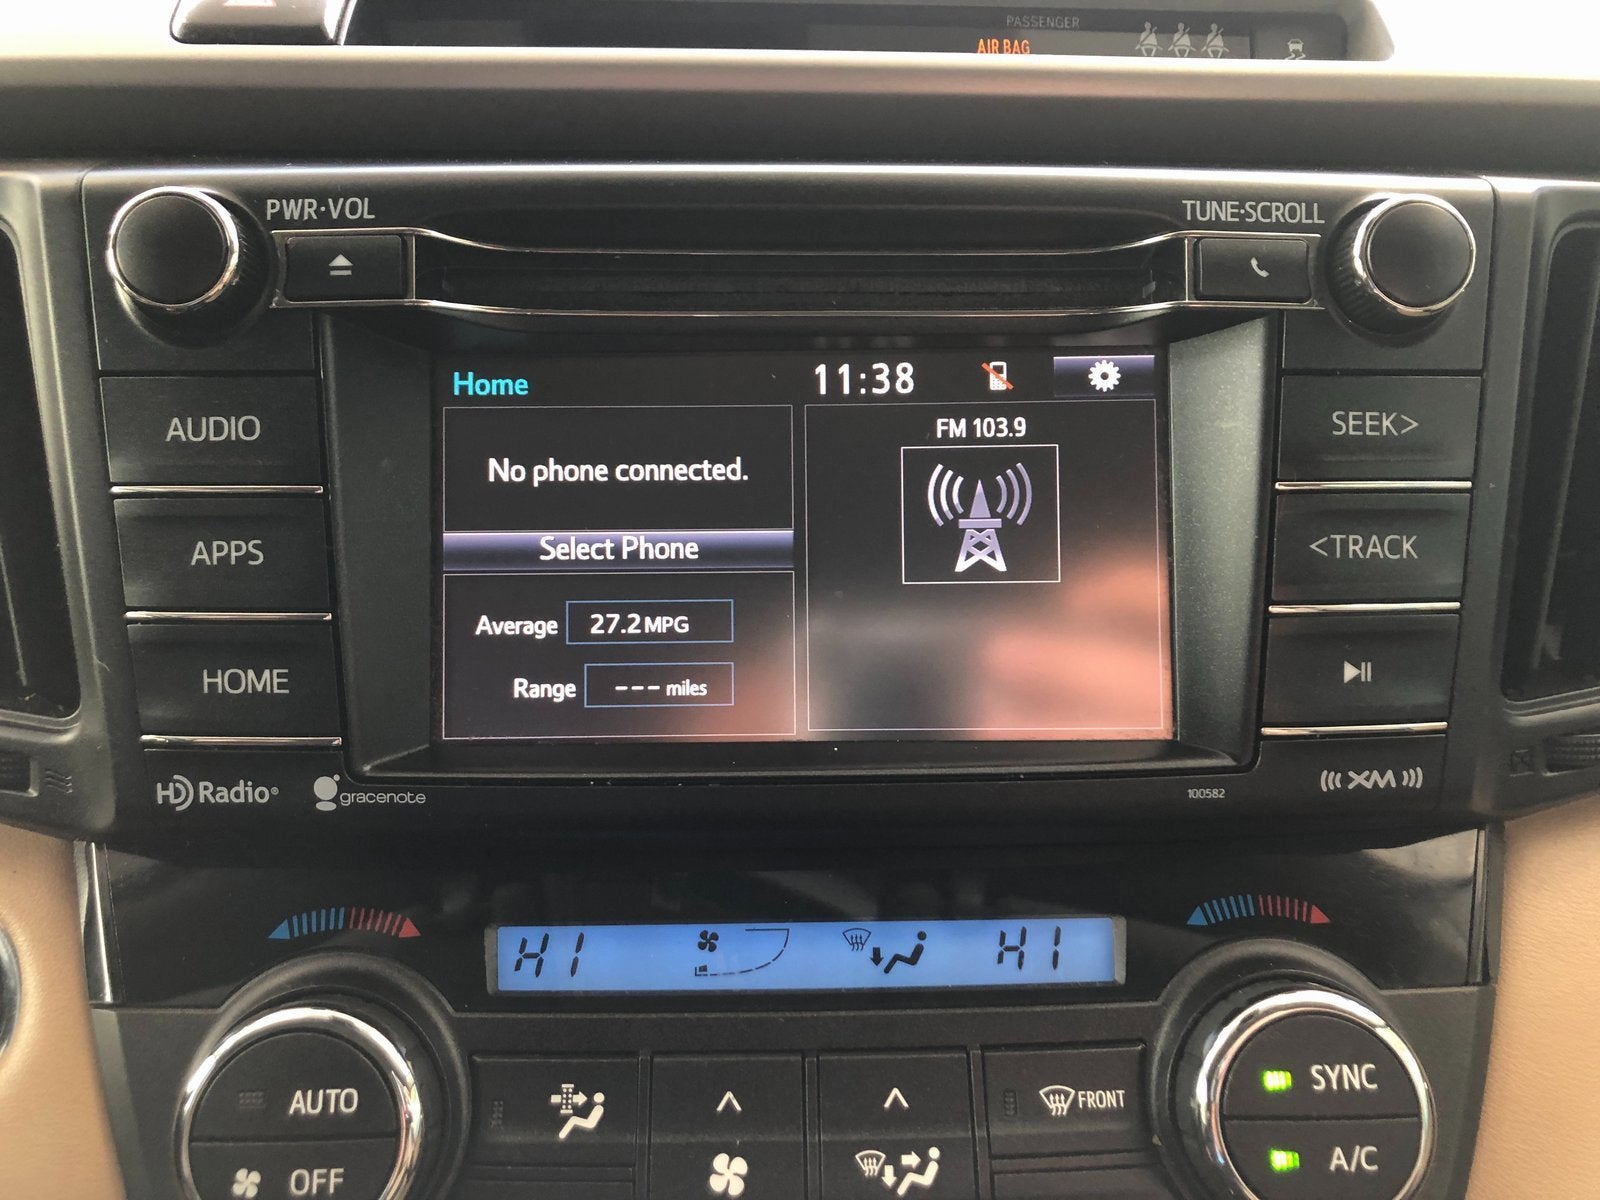 PASSENGER
AIR BAG
PWR·VOL
TUNE·SCROLL
Home
11:38
AUDIO
FM 103.9
SEEK>
No phone connected.
APPS
Select Phone
<TRACK
Average 27.2 MPG
HOME
Range --- miles
HD Radio®
gracenote
100582
XM
HI
HI
AUTO
FRONT
SYNC
OFF
A/C